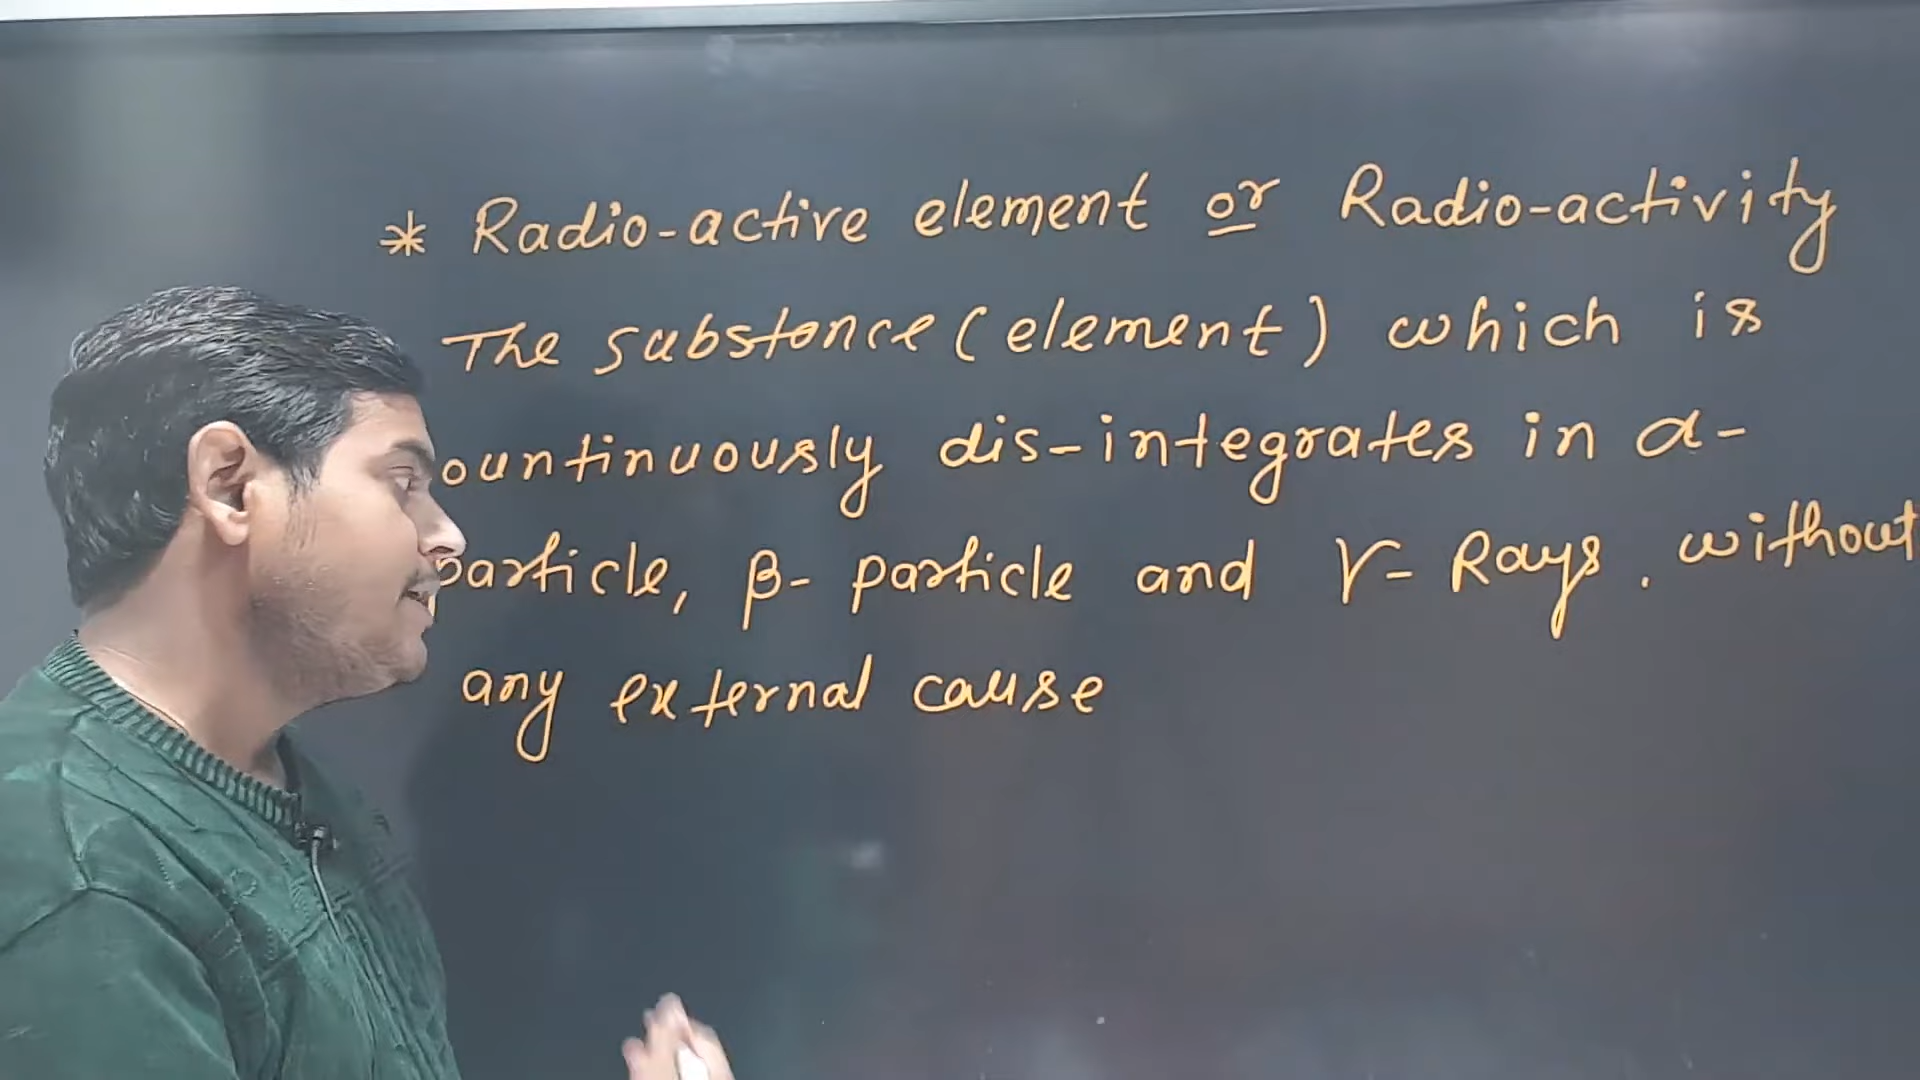 * Radio-active element or Radio-activity
The substance (element) which is
ountinuously dis-integrates in α-
particle, β- particle and γ- Rays. without
any external cause